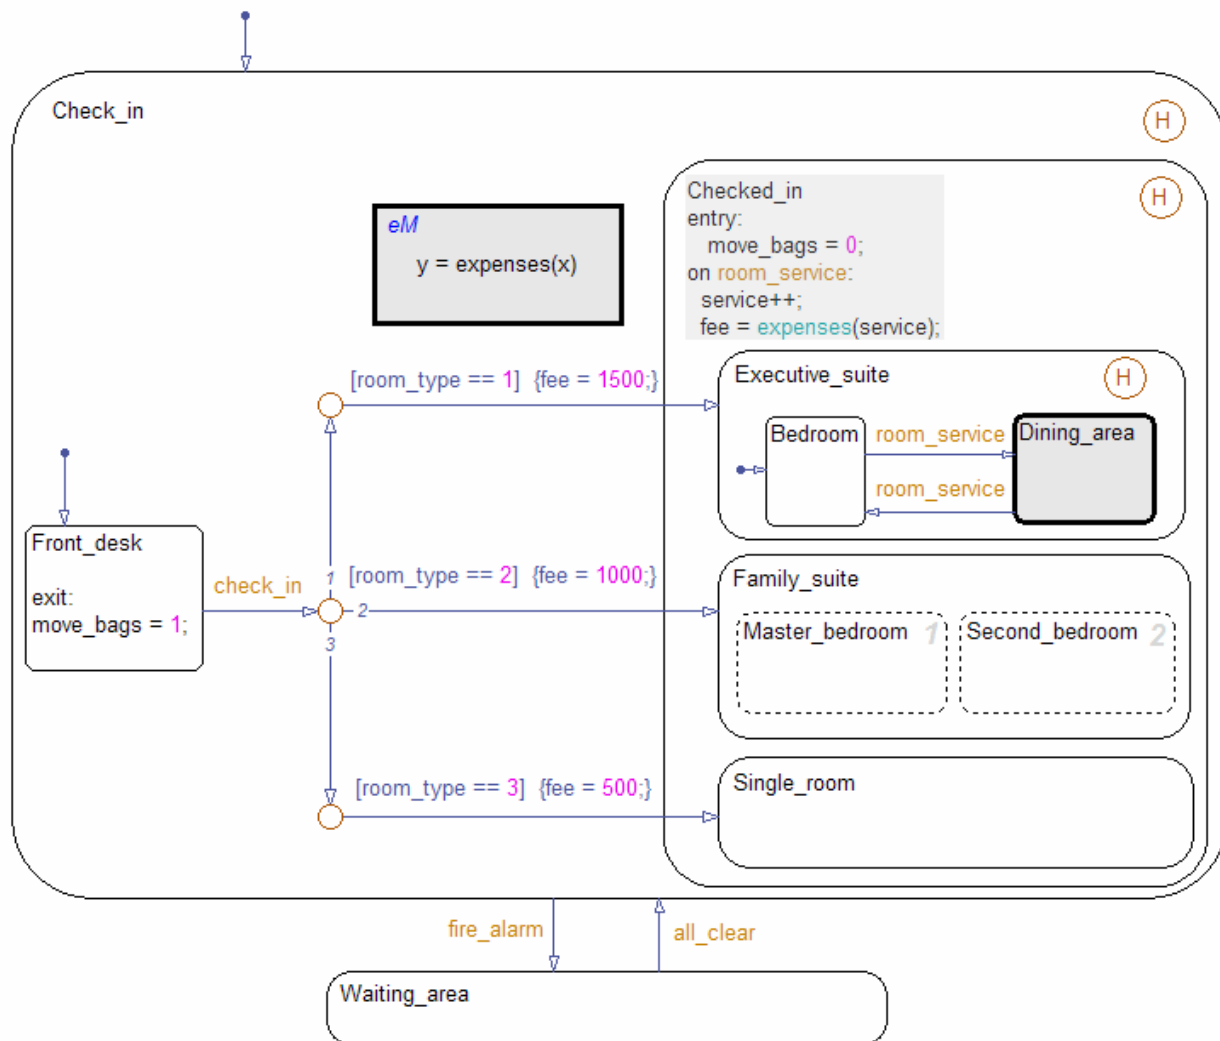 Check_in
H
Checked_in
H
entry:
move_bags = 0;
on room_service:
service++;
fee = expenses(service);
eM
y = expenses(x)
[room_type == 1] {fee = 1500;}
Executive_suite
H
Bedroom
room_service
Dining_area
room_service
Front_desk
exit:
move_bags = 1;
check_in
1
2
3
[room_type == 2] {fee = 1000;}
Family_suite
Master_bedroom 1
Second_bedroom 2
[room_type == 3] {fee = 500;}
Single_room
fire_alarm
all_clear
Waiting_area